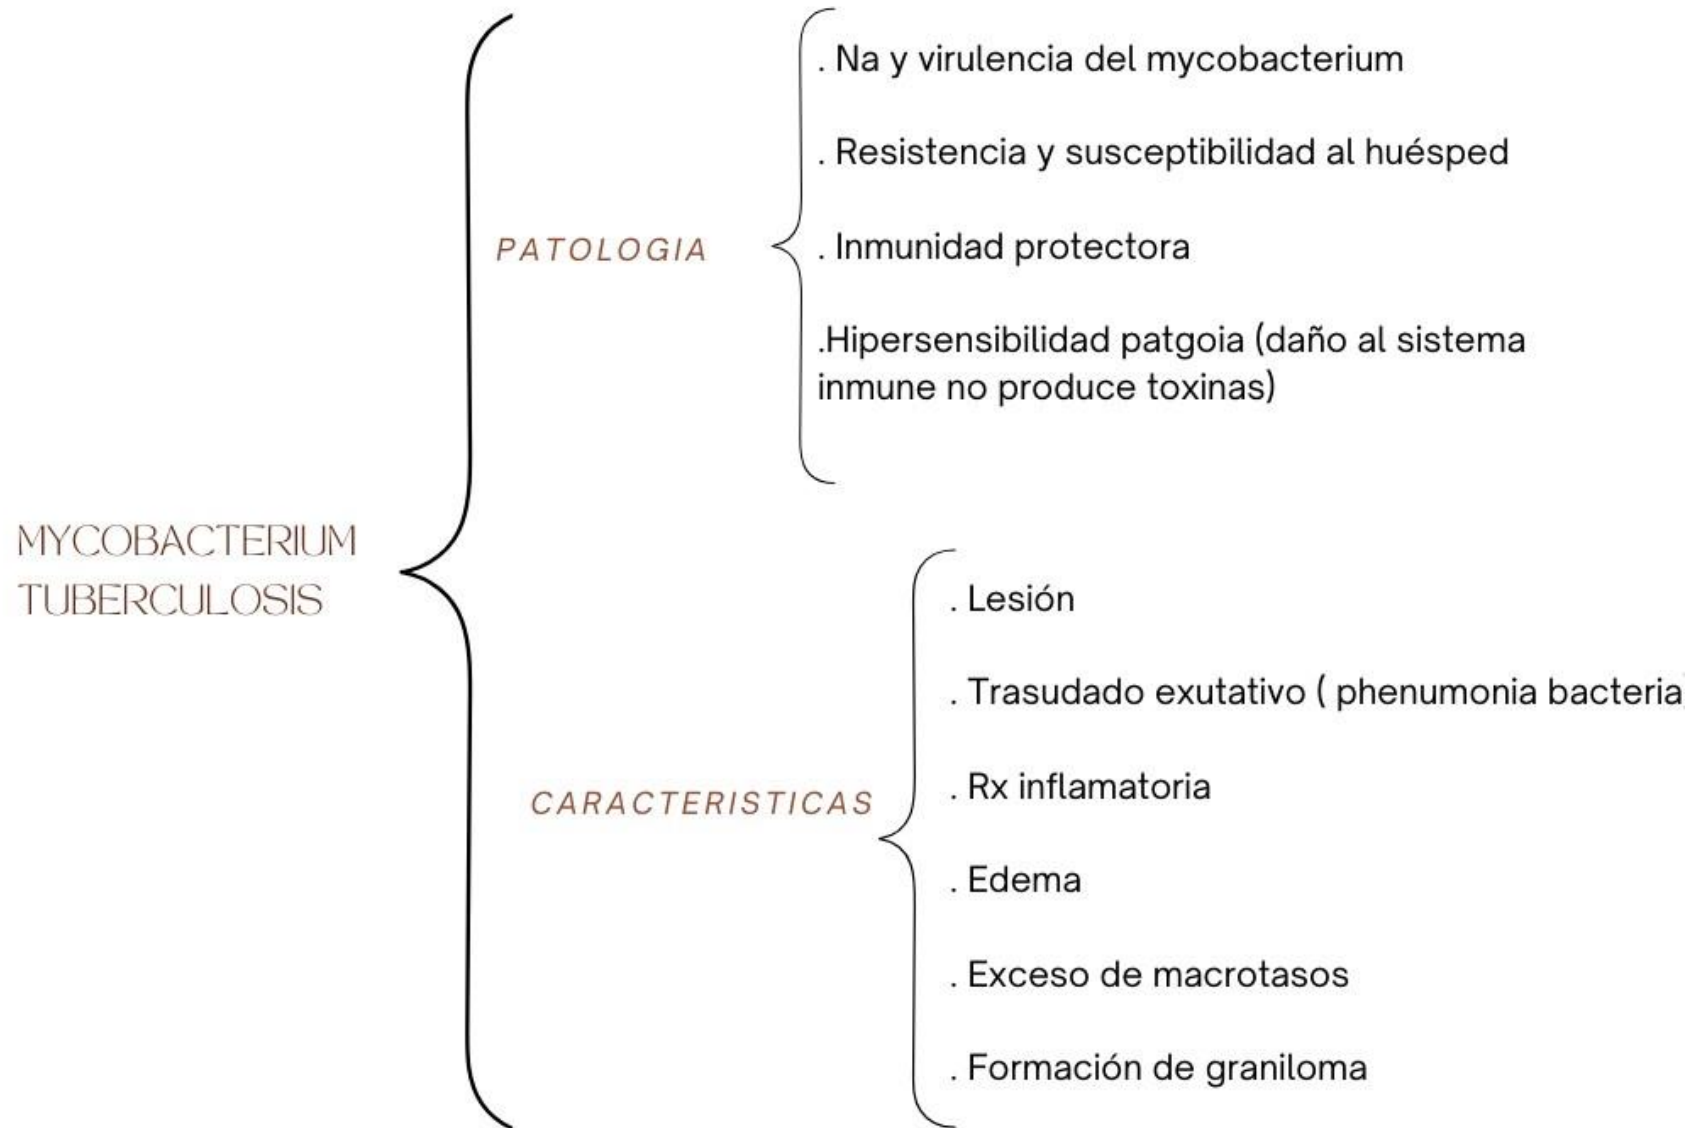 MYCOBACTERIUM
TUBERCULOSIS
PATOLOGIA
. Na y virulencia del mycobacterium
. Resistencia y susceptibilidad al huésped
. Inmunidad protectora
.Hipersensibilidad patgoia (daño al sistema
inmune no produce toxinas)
CARACTERISTICAS
. Lesión
. Trasudado exutativo ( phenumonia bacteria)
. Rx inflamatoria
. Edema
. Exceso de macrotasos
. Formación de graniloma